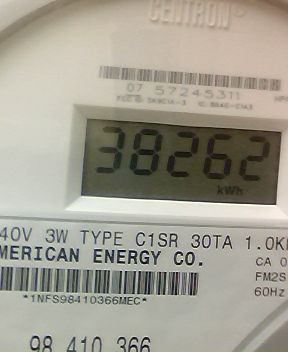 CENTRON®
07 57245311
38262
kWh
40V 3W TYPE C1SR 30TA 1.0K
MERICAN ENERGY CO.
CA 0
FM2S
60Hz
*1NFS98410366MEC*
98 410 366